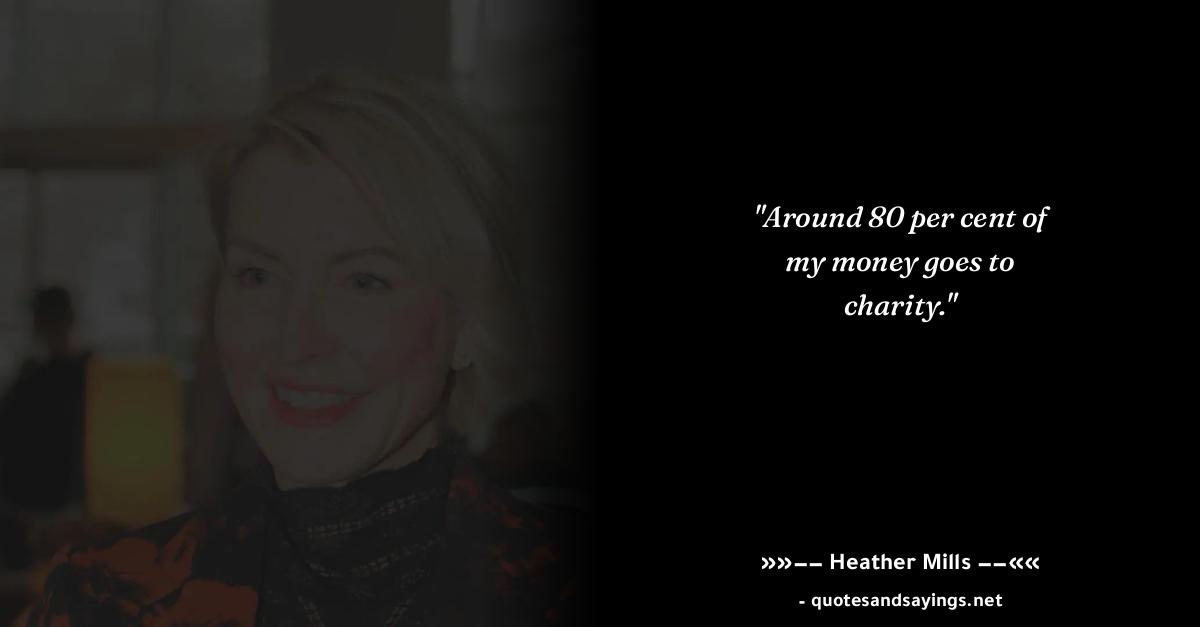 "Around 80 per cent of
my money goes to
charity."
»»–– Heather Mills ––««
- quotesandsayings.net